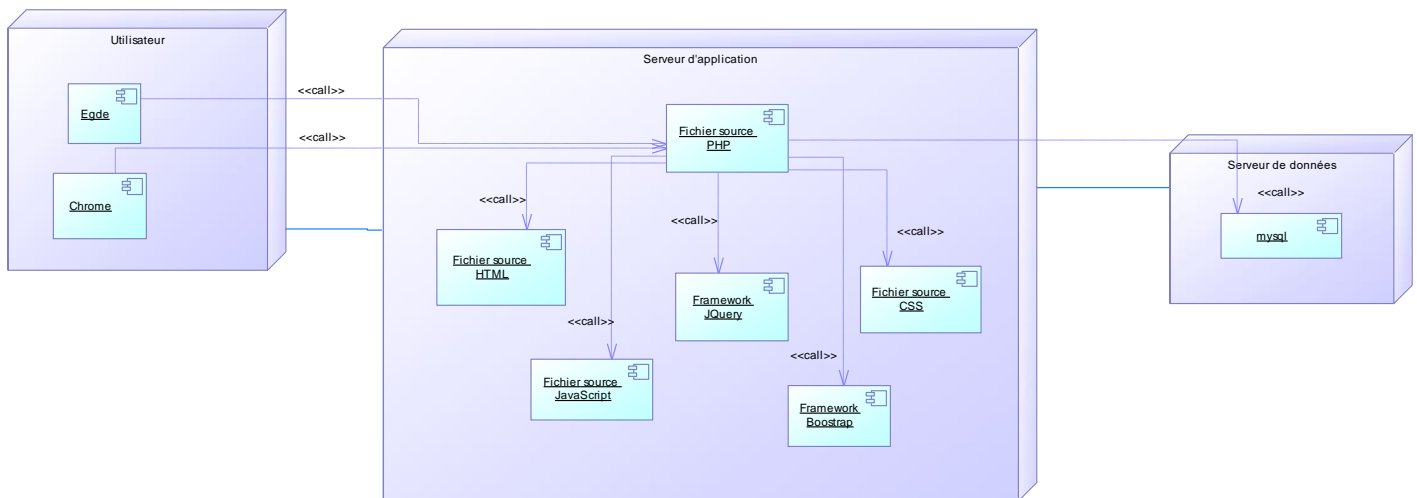 Utilisateur
Serveur d'application
Serveur de données
Egde
Chrome
<<call>>
<<call>>
Fichier source
PHP
<<call>>
mysql
<<call>>
Fichier source
HTML
<<call>>
Framework
JQuery
<<call>>
Fichier source
CSS
<<call>>
Fichier source
JavaScript
<<call>>
Framework
Boostrap